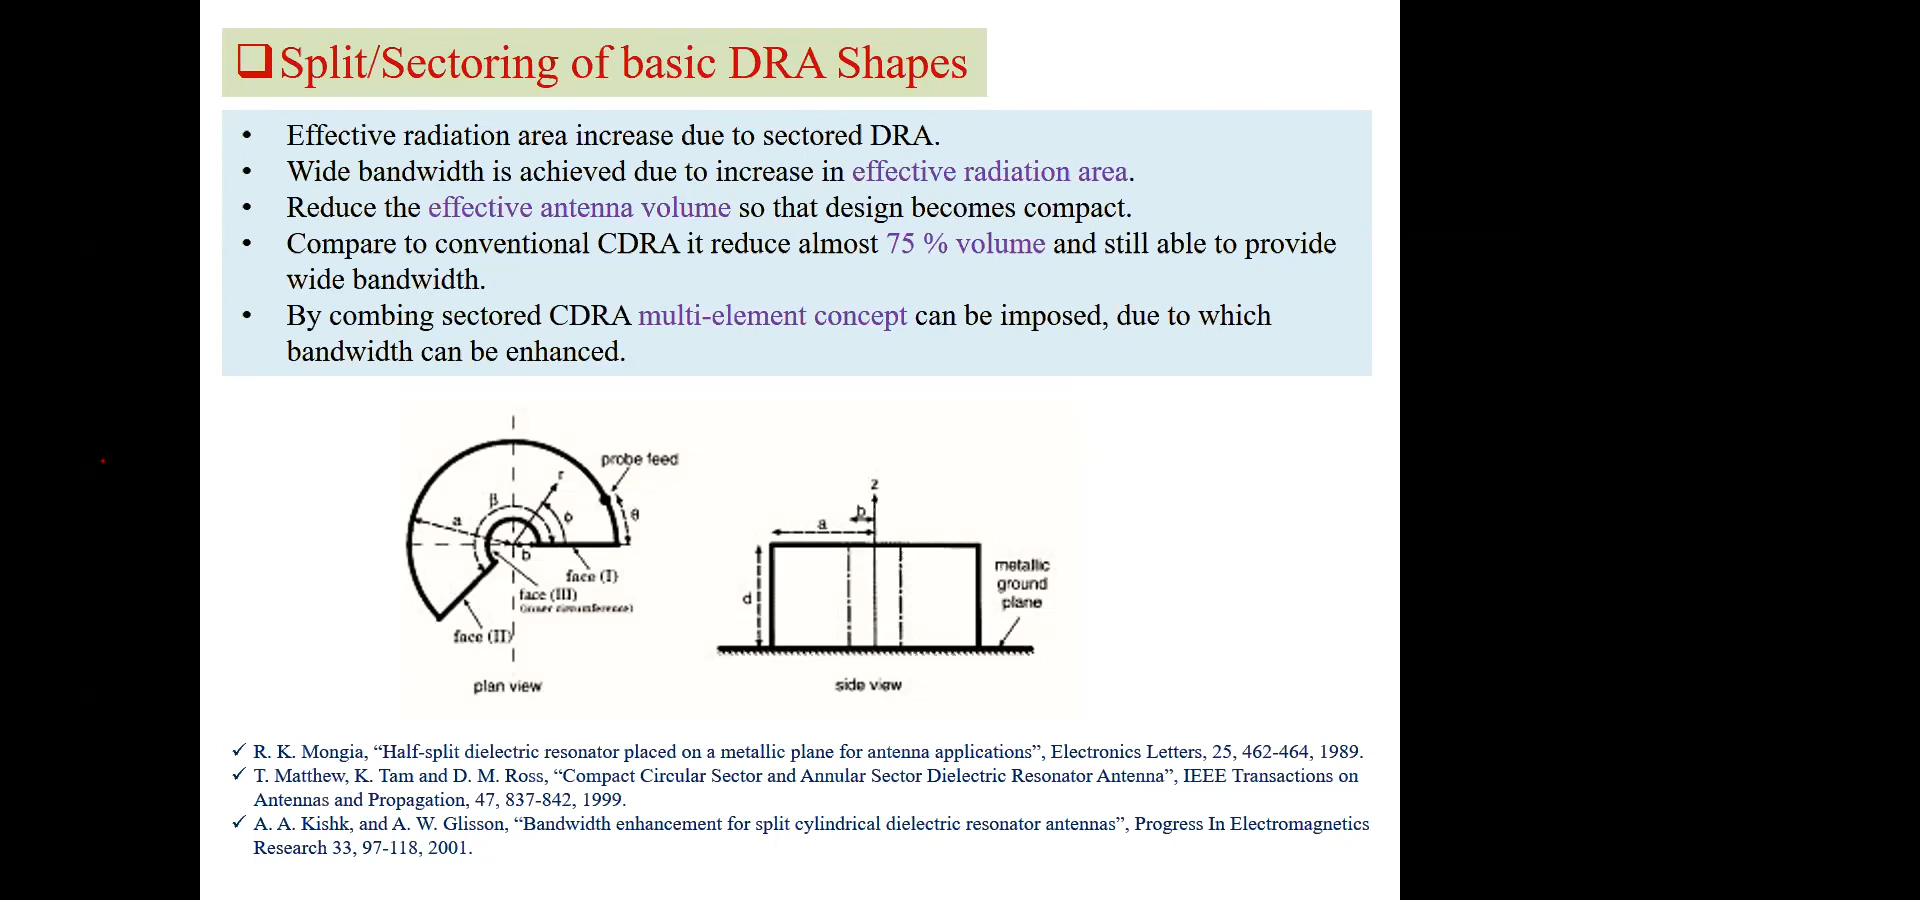 Split/Sectoring of basic DRA Shapes
• Effective radiation area increase due to sectored DRA.
• Wide bandwidth is achieved due to increase in effective radiation area.
• Reduce the effective antenna volume so that design becomes compact.
• Compare to conventional CDRA it reduce almost 75 % volume and still able to provide
wide bandwidth.
• By combing sectored CDRA multi-element concept can be imposed, due to which
bandwidth can be enhanced.
probe feed
r
β
a
ϕ
θ
b
face (I)
face (III)
(inner circumference)
face (II)
plan view
z
b
a
d
metallic
ground
plane
side view
✓ R. K. Mongia, “Half-split dielectric resonator placed on a metallic plane for antenna applications”, Electronics Letters, 25, 462-464, 1989.
✓ T. Matthew, K. Tam and D. M. Ross, “Compact Circular Sector and Annular Sector Dielectric Resonator Antenna”, IEEE Transactions on
Antennas and Propagation, 47, 837-842, 1999.
✓ A. A. Kishk, and A. W. Glisson, “Bandwidth enhancement for split cylindrical dielectric resonator antennas”, Progress In Electromagnetics
Research 33, 97-118, 2001.